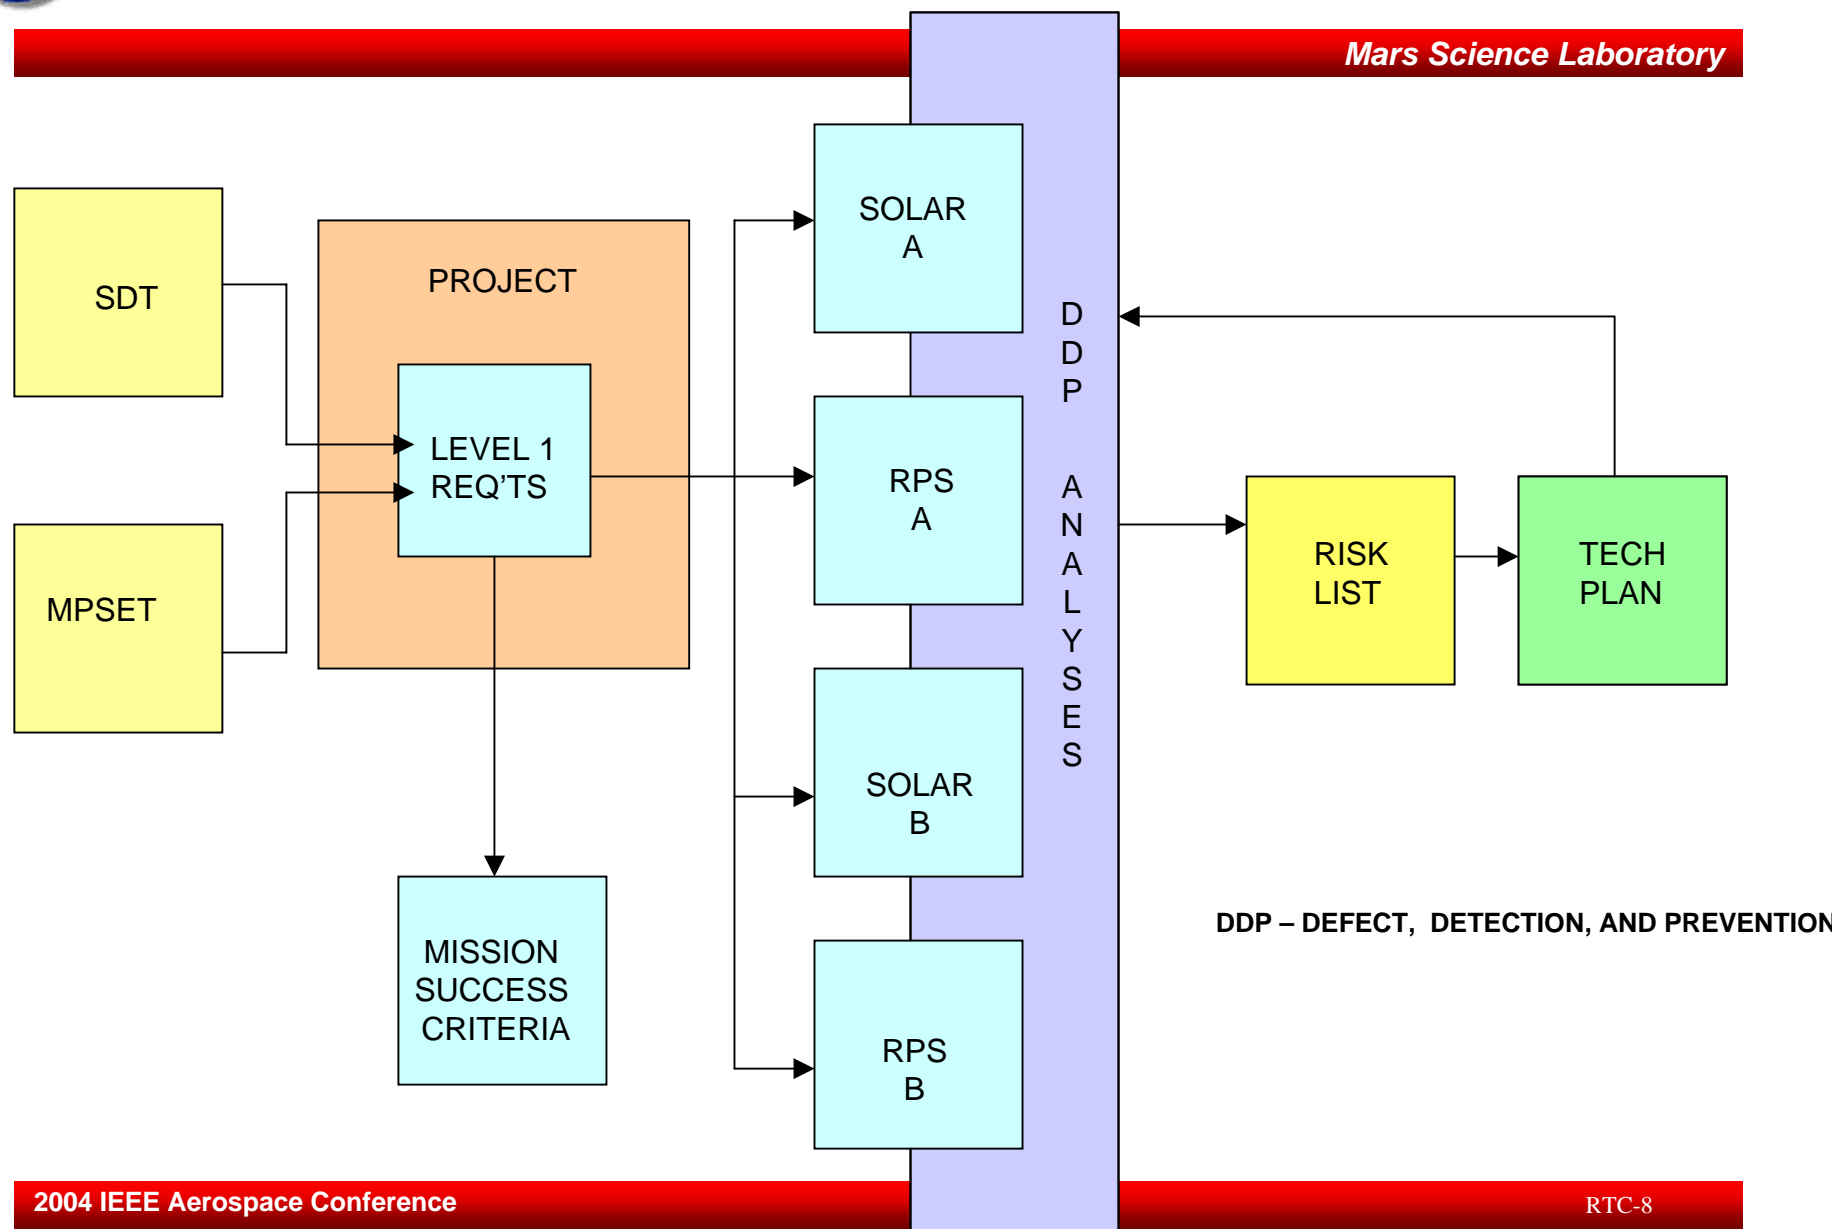 Mars Science Laboratory
SDT
MPSET
PROJECT
LEVEL 1
REQ’TS
MISSION
SUCCESS
CRITERIA
SOLAR
A
RPS
A
SOLAR
B
RPS
B
D
D
P
A
N
A
L
Y
S
E
S
RISK
LIST
TECH
PLAN
DDP – DEFECT, DETECTION, AND PREVENTION
2004 IEEE Aerospace Conference
RTC-8